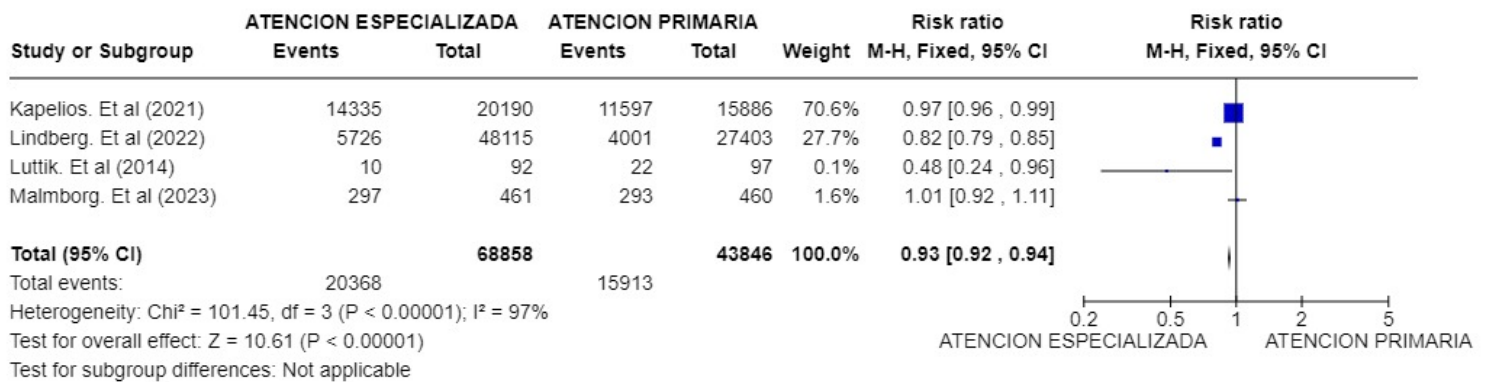 ATENCION ESPECIALIZADA ATENCION PRIMARIA Risk ratio Risk ratio
Study or Subgroup Events Total Events Total Weight M-H, Fixed, 95% CI M-H, Fixed, 95% CI
Kapelios. Et al (2021) 14335 20190 11597 15886 70.6% 0.97 [0.96 , 0.99]
Lindberg. Et al (2022) 5726 48115 4001 27403 27.7% 0.82 [0.79 , 0.85]
Luttik. Et al (2014) 10 92 22 97 0.1% 0.48 [0.24 , 0.96]
Malmborg. Et al (2023) 297 461 293 460 1.6% 1.01 [0.92 , 1.11]
Total (95% CI) 68858 43846 100.0% 0.93 [0.92 , 0.94]
Total events: 20368 15913
Heterogeneity: Chi² = 101.45, df = 3 (P < 0.00001); I² = 97%
0.2 0.5 1 2 5
Test for overall effect: Z = 10.61 (P < 0.00001) ATENCION ESPECIALIZADA ATENCION PRIMARIA
Test for subgroup differences: Not applicable